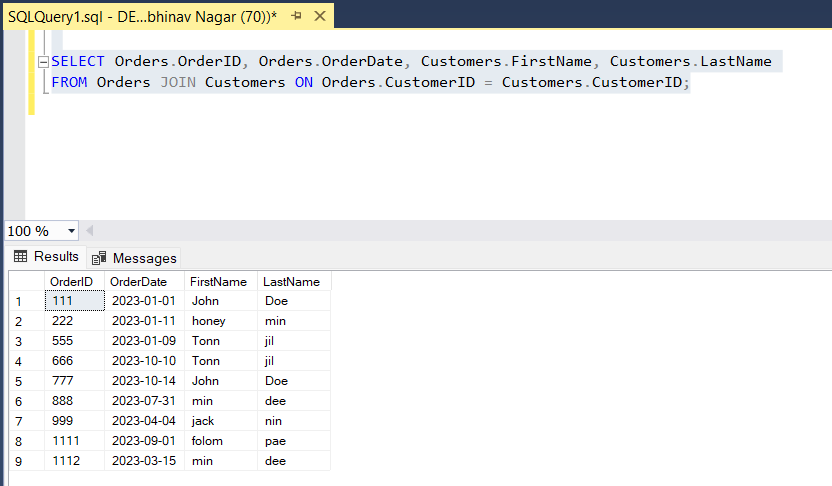 SQLQuery1.sql - DE...bhinav Nagar (70))*
SELECT Orders.OrderID, Orders.OrderDate, Customers.FirstName, Customers.LastName
FROM Orders JOIN Customers ON Orders.CustomerID = Customers.CustomerID;
100 %
Results Messages
OrderID OrderDate FirstName LastName
1 111 2023-01-01 John Doe
2 222 2023-01-11 honey min
3 555 2023-01-09 Tonn jil
4 666 2023-10-10 Tonn jil
5 777 2023-10-14 John Doe
6 888 2023-07-31 min dee
7 999 2023-04-04 jack nin
8 1111 2023-09-01 folom pae
9 1112 2023-03-15 min dee